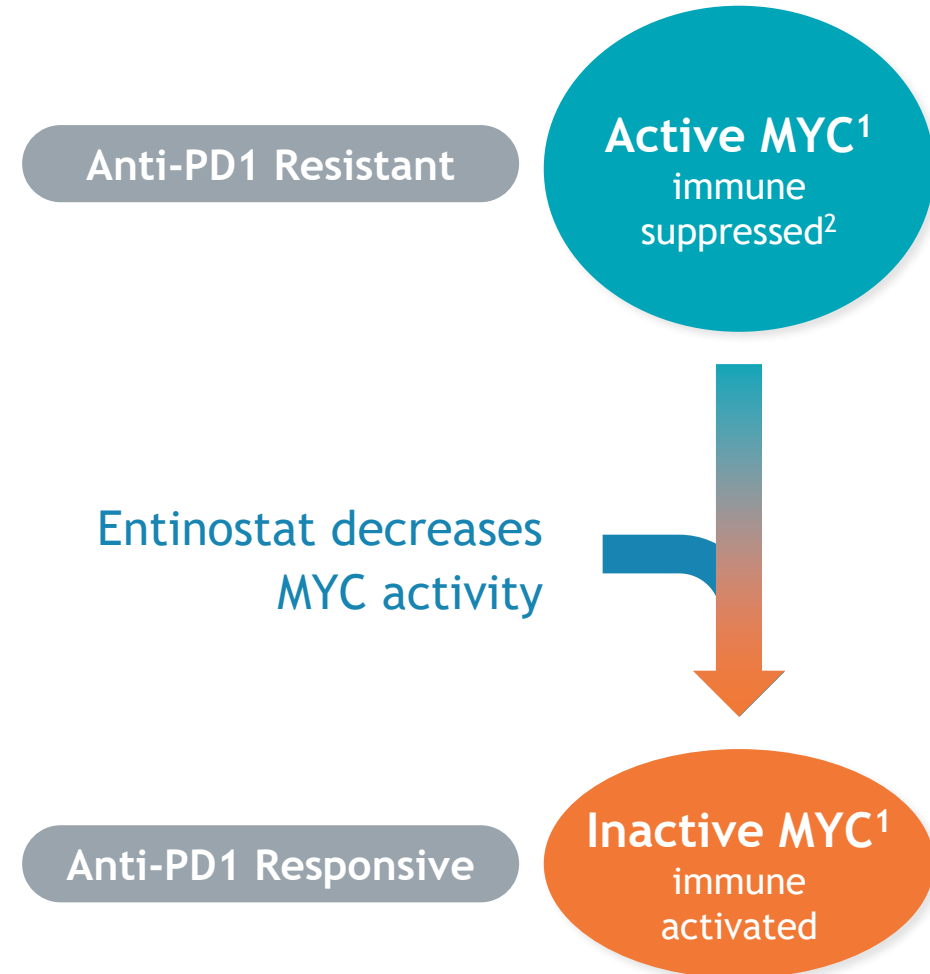 Anti-PD1 Resistant
Active MYC¹
immune
suppressed²
Entinostat decreases
MYC activity
Anti-PD1 Responsive
Inactive MYC¹
immune
activated